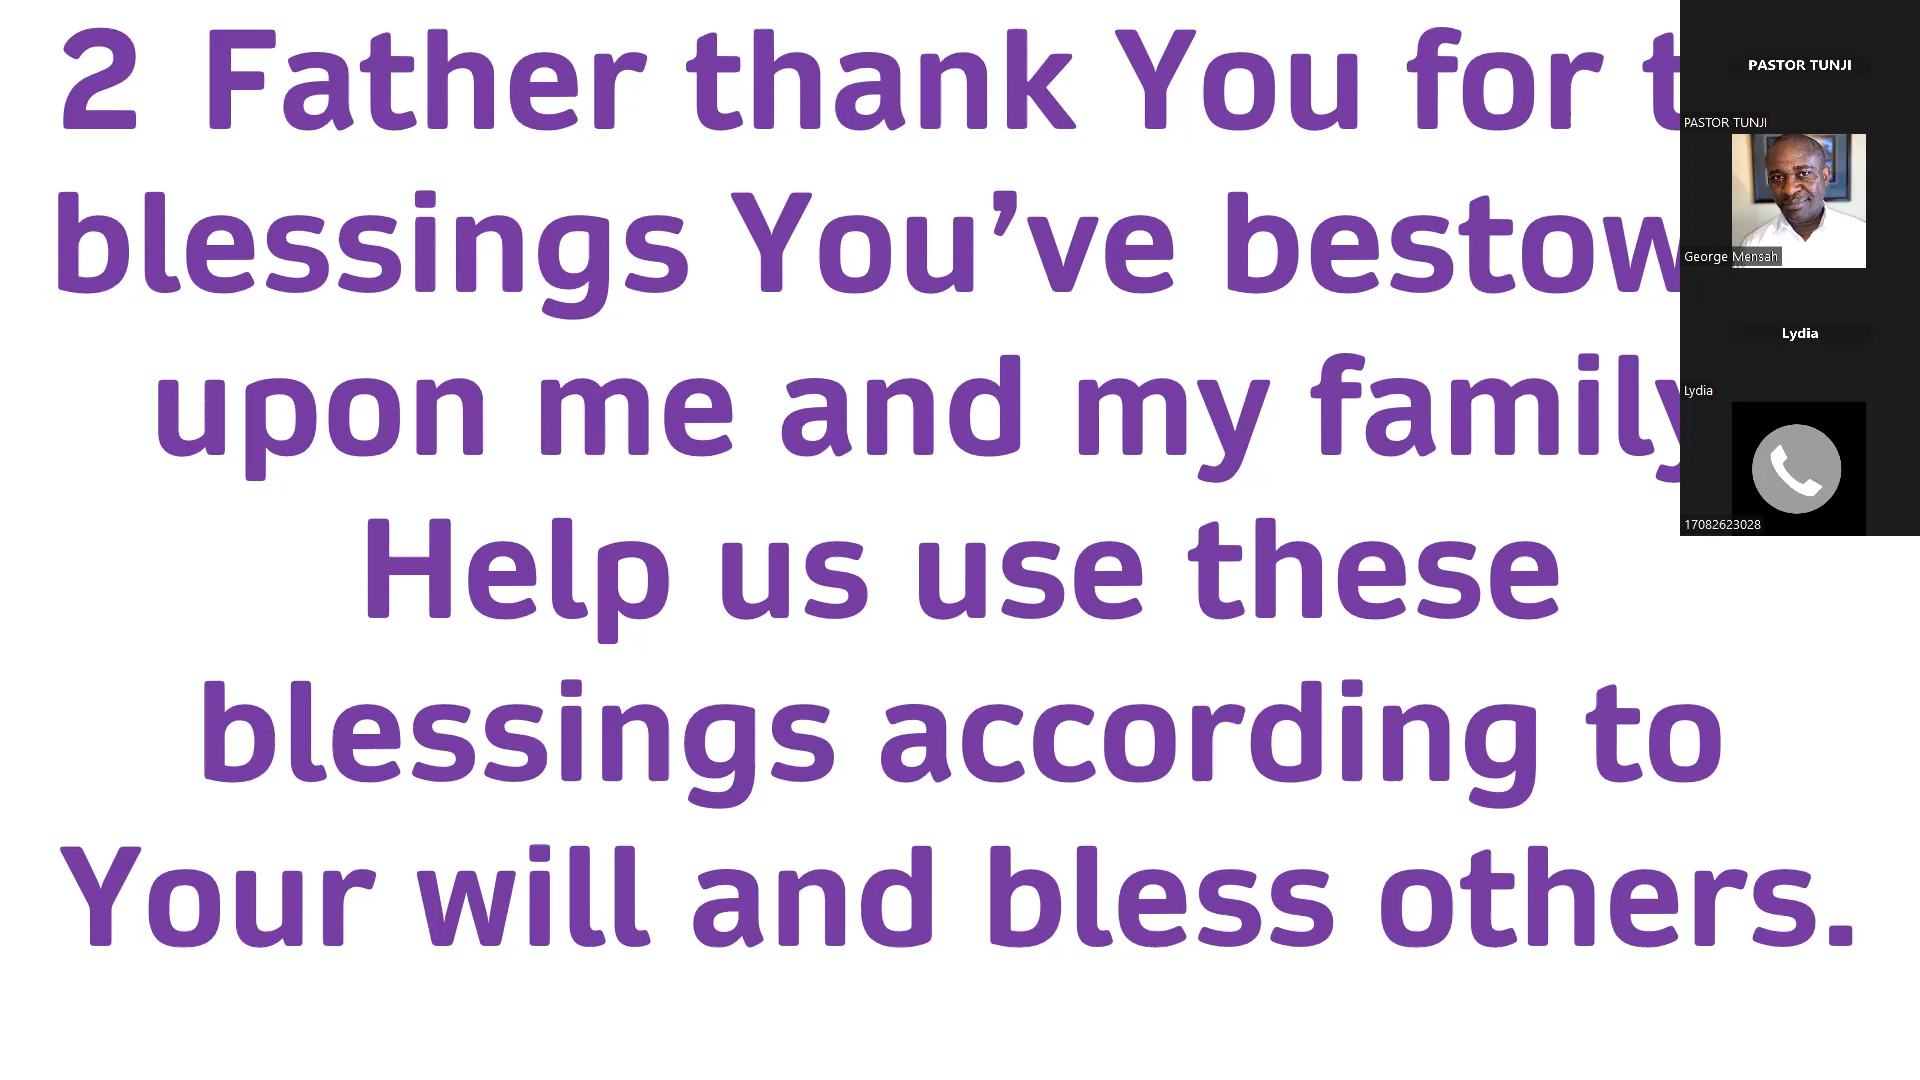 2 Father thank You for t
blessings You’ve bestow
upon me and my family
Help us use these
blessings according to
Your will and bless others.
PASTOR TUNJI
PASTOR TUNJI
George Mensah
Lydia
Lydia
17082623028